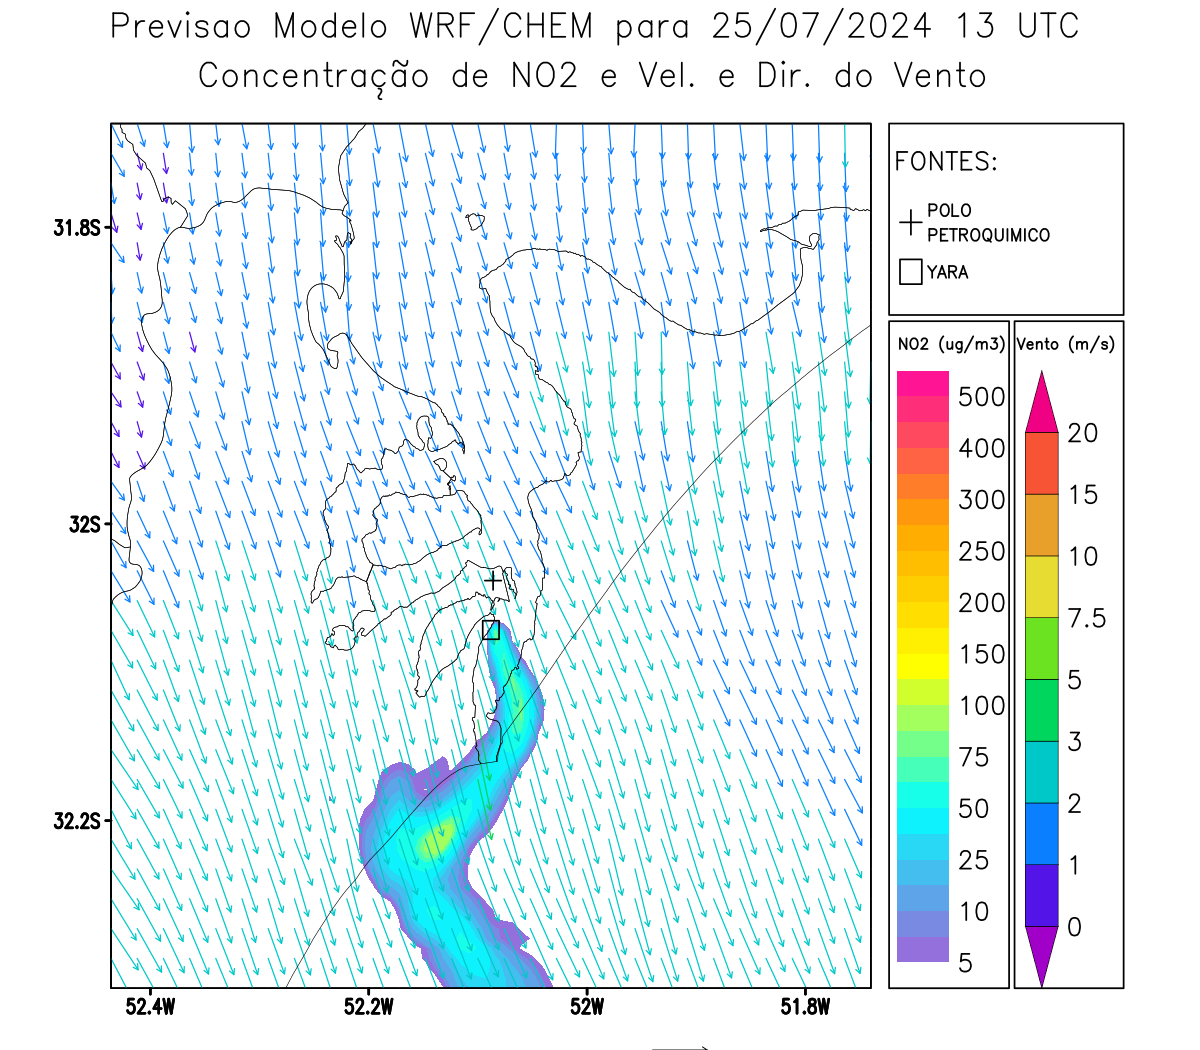 Previsao Modelo WRF/CHEM para 25/07/2024 13 UTC
Concentração de NO2 e Vel. e Dir. do Vento
FONTES:
POLO
PETROQUIMICO
YARA
NO2 (ug/m3)
500
400
300
250
200
150
100
75
50
25
10
5
Vento (m/s)
20
15
10
7.5
5
3
2
1
0
31.8S
32S
32.2S
52.4W
52.2W
52W
51.8W